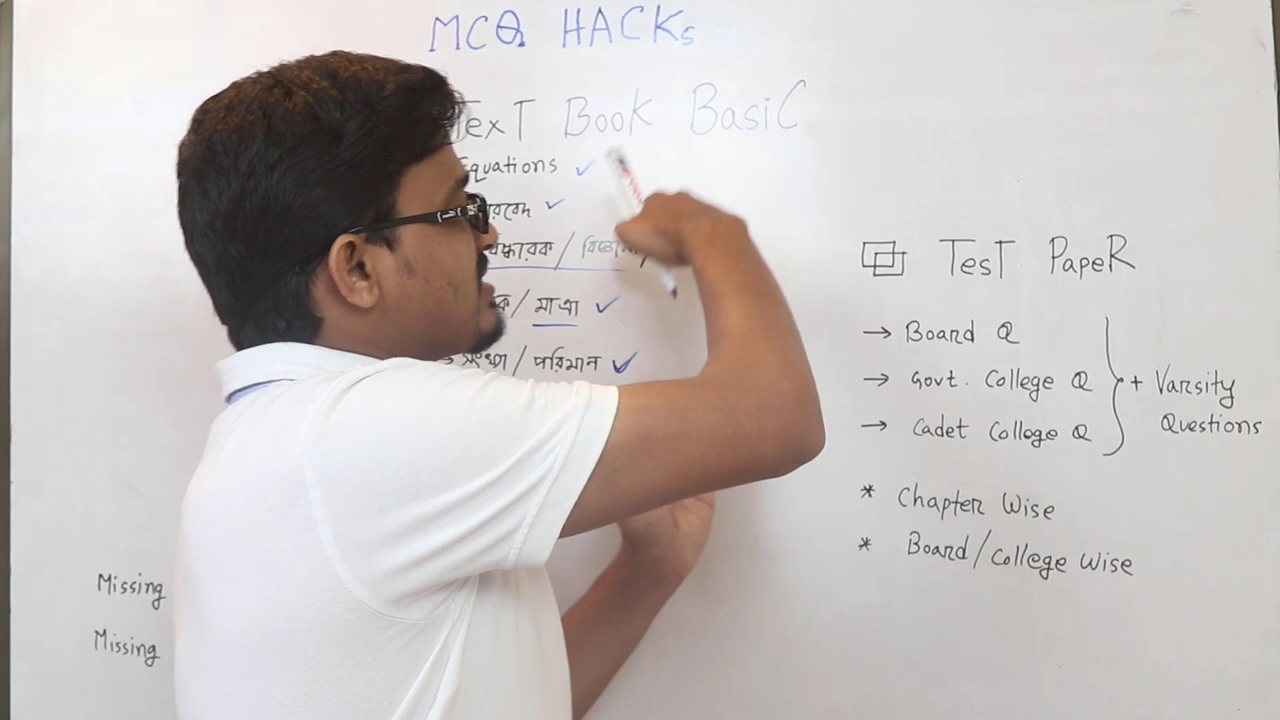 MCQ HACKs
TexT Book BasiC
Equations
/ মাত্রা
সংখ্যা / পরিমান
Missing
Missing
TesT PapeR
→ Board Q
→ Govt. College Q
→ Cadet College Q
+ Varsity
Questions
* Chapter Wise
* Board/College Wise